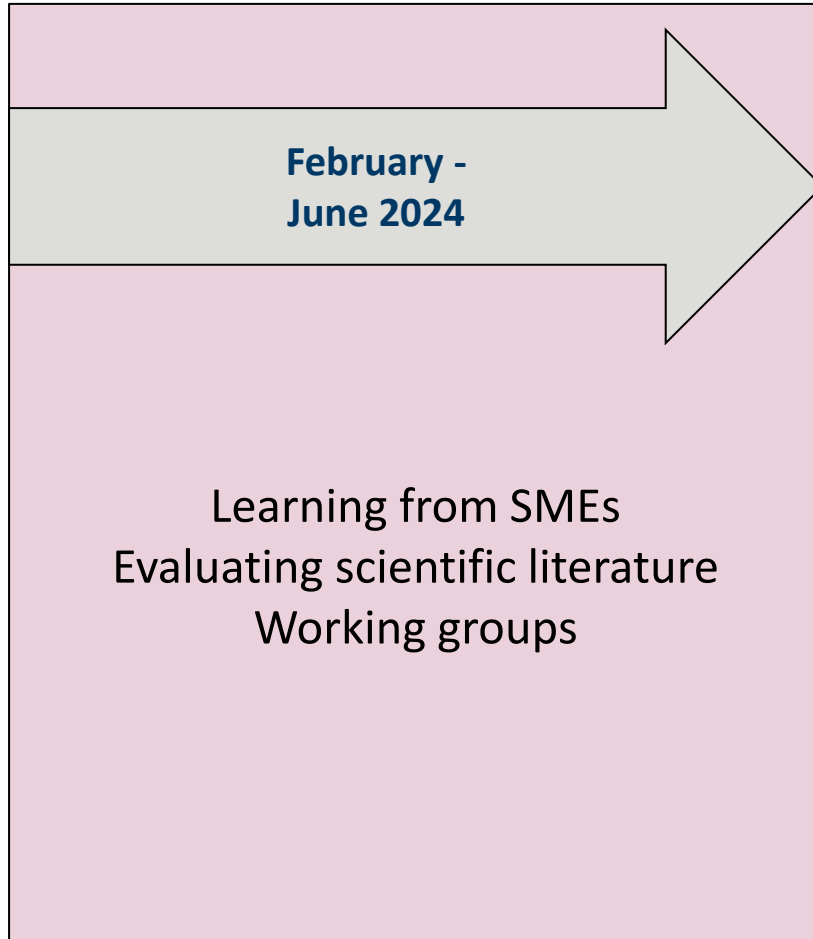 February -
June 2024
Learning from SMEs
Evaluating scientific literature
Working groups